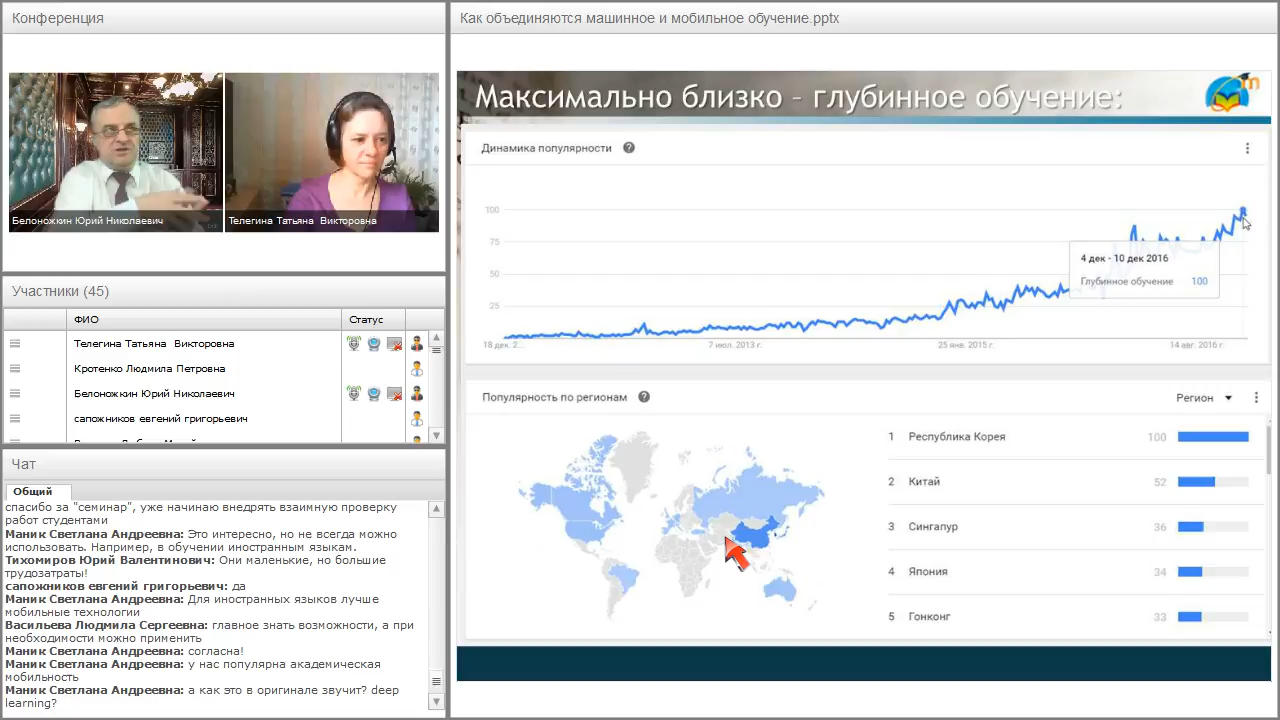 Конференция
Белоножкин Юрий Николаевич
Телегина Татьяна Викторовна
Участники (45)
ФИО
Статус
Телегина Татьяна Викторовна
Кротенко Людмила Петровна
Белоножкин Юрий Николаевич
сапожников евгений григорьевич
Чат
Общий
спасибо за "семинар", уже начинаю внедрять взаимную проверку
работ студентами
Маник Светлана Андреевна: Это интересно, но не всегда можно
использовать. Например, в обучении иностранным языкам.
Тихомиров Юрий Валентинович: Они маленькие, но большие
трудозатраты!
сапожников евгений григорьевич: да
Маник Светлана Андреевна: Для иностранных языков лучше
мобильные технологии
Васильева Людмила Сергеевна: Главное знать возможности, а при
необходимости можно применить
Маник Светлана Андреевна: согласна!
Маник Светлана Андреевна: у нас популярна академическая
мобильность
Маник Светлана Андреевна: а как это в оригинале звучит? deep
learning?
Как объединяются машинное и мобильное обучение.pptx
Максимально близко - глубинное обучение:
m
Динамика популярности ?
100
75
50
25
4 дек - 10 дек 2016
Глубинное обучение 100
18 дек. 2...
7 июл. 2013 г.
25 янв. 2015 г.
14 авг. 2016 г.
Популярность по регионам ?
Регион
1 Республика Корея 100
2 Китай 52
3 Сингапур 36
4 Япония 34
5 Гонконг 33